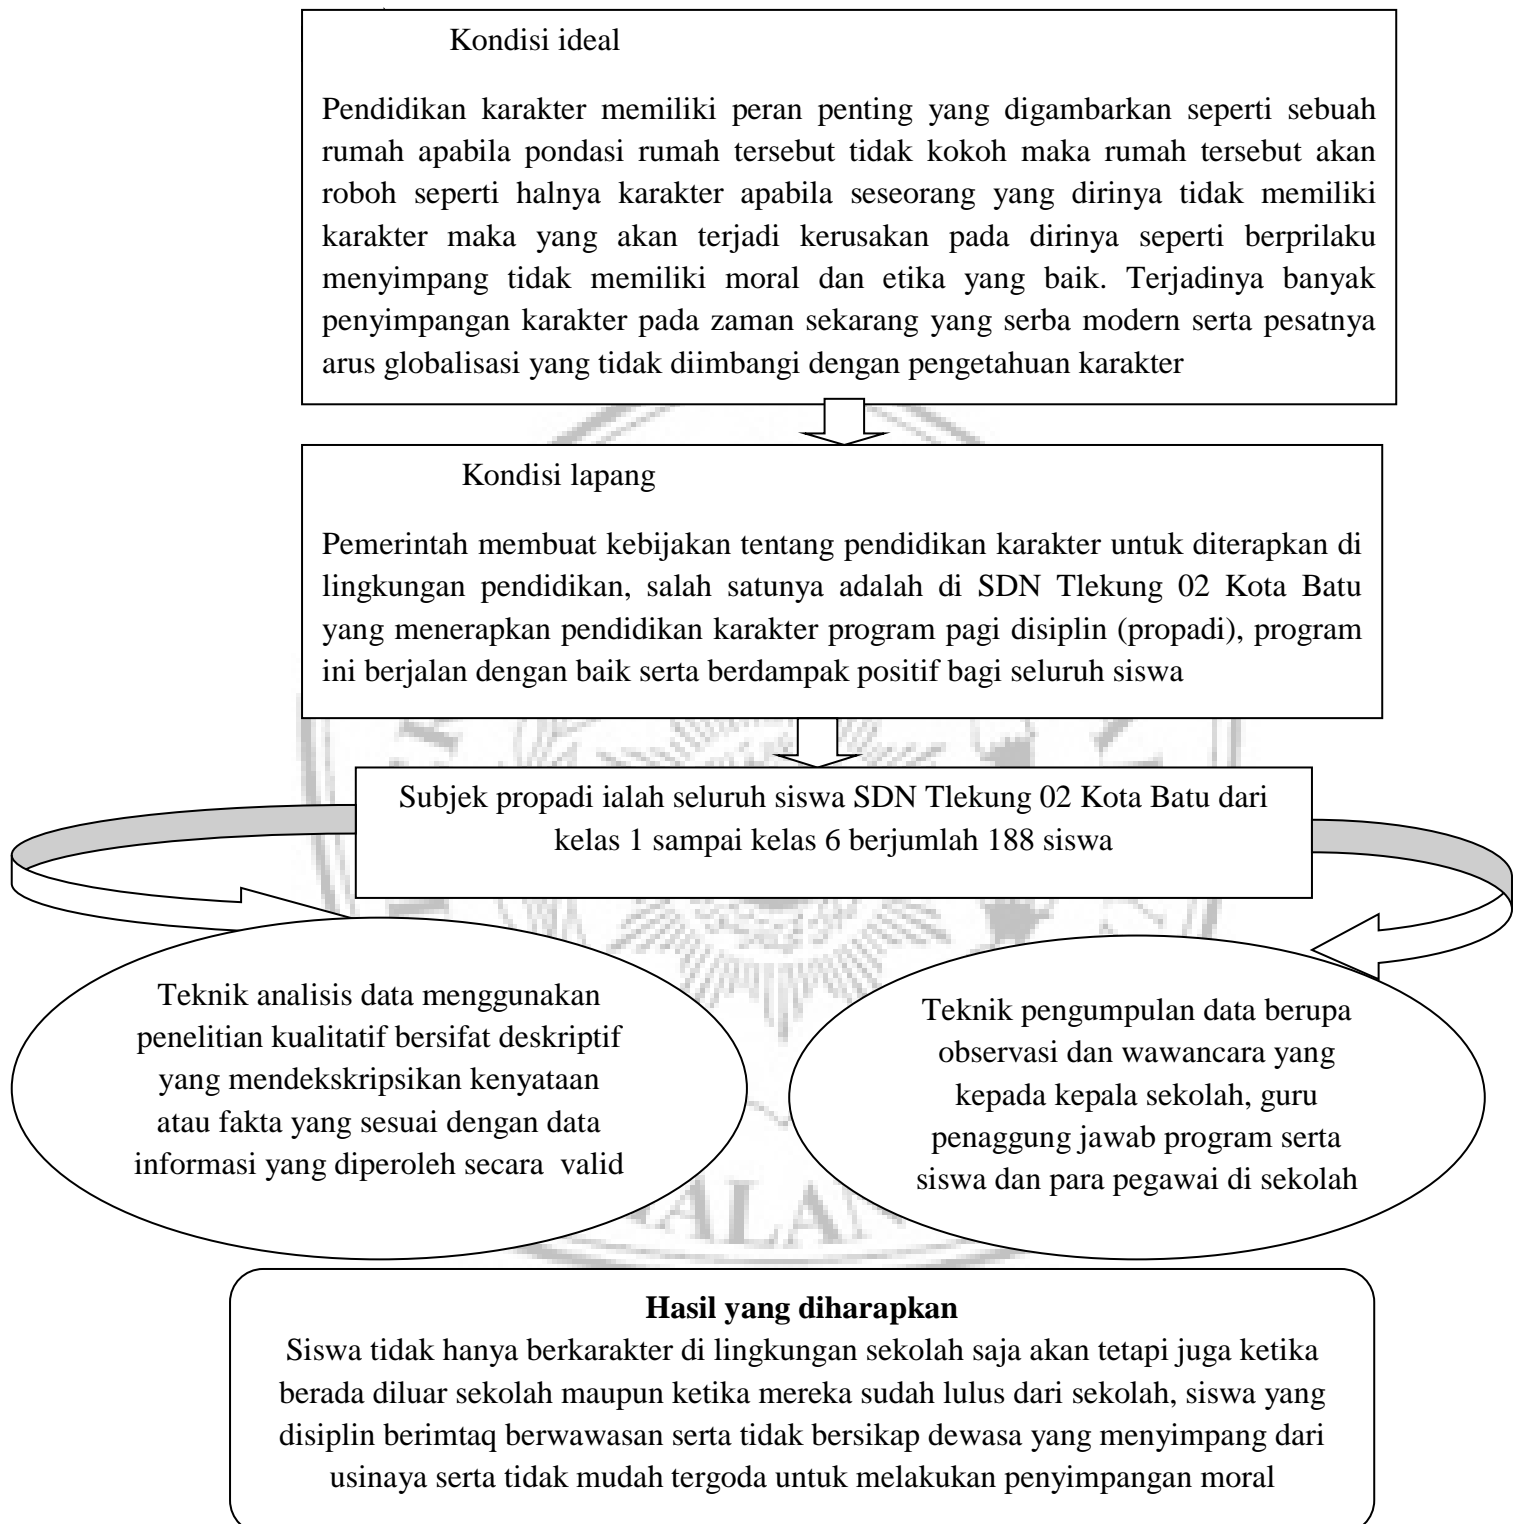 Kondisi ideal
Pendidikan karakter memiliki peran penting yang digambarkan seperti sebuah
rumah apabila pondasi rumah tersebut tidak kokoh maka rumah tersebut akan
roboh seperti halnya karakter apabila seseorang yang dirinya tidak memiliki
karakter maka yang akan terjadi kerusakan pada dirinya seperti berprilaku
menyimpang tidak memiliki moral dan etika yang baik. Terjadinya banyak
penyimpangan karakter pada zaman sekarang yang serba modern serta pesatnya
arus globalisasi yang tidak diimbangi dengan pengetahuan karakter
Kondisi lapang
Pemerintah membuat kebijakan tentang pendidikan karakter untuk diterapkan di
lingkungan pendidikan, salah satunya adalah di SDN Tlekung 02 Kota Batu
yang menerapkan pendidikan karakter program pagi disiplin (propadi), program
ini berjalan dengan baik serta berdampak positif bagi seluruh siswa
Subjek propadi ialah seluruh siswa SDN Tlekung 02 Kota Batu dari
kelas 1 sampai kelas 6 berjumlah 188 siswa
Teknik analisis data menggunakan
penelitian kualitatif bersifat deskriptif
yang mendekskripsikan kenyataan
atau fakta yang sesuai dengan data
informasi yang diperoleh secara  valid
Teknik pengumpulan data berupa
observasi dan wawancara yang
kepada kepala sekolah, guru
penaggung jawab program serta
siswa dan para pegawai di sekolah
Hasil yang diharapkan
Siswa tidak hanya berkarakter di lingkungan sekolah saja akan tetapi juga ketika
berada diluar sekolah maupun ketika mereka sudah lulus dari sekolah, siswa yang
disiplin berimtaq berwawasan serta tidak bersikap dewasa yang menyimpang dari
usinaya serta tidak mudah tergoda untuk melakukan penyimpangan moral